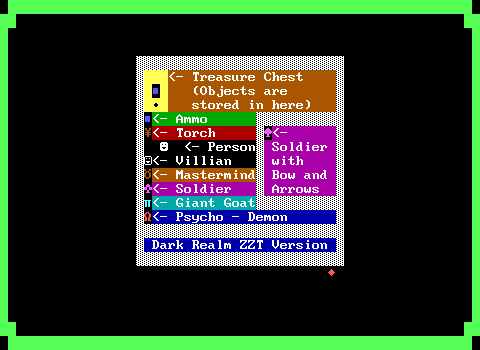 <- Treasure Chest
(Objects are
stored in here)
<- Ammo
<- Torch
<- Person
<- Villian
<- Mastermind
<- Soldier
<- Giant Goat
<- Psycho - Demon
<-
Soldier
with
Bow and
Arrows
Dark Realm ZZT Version